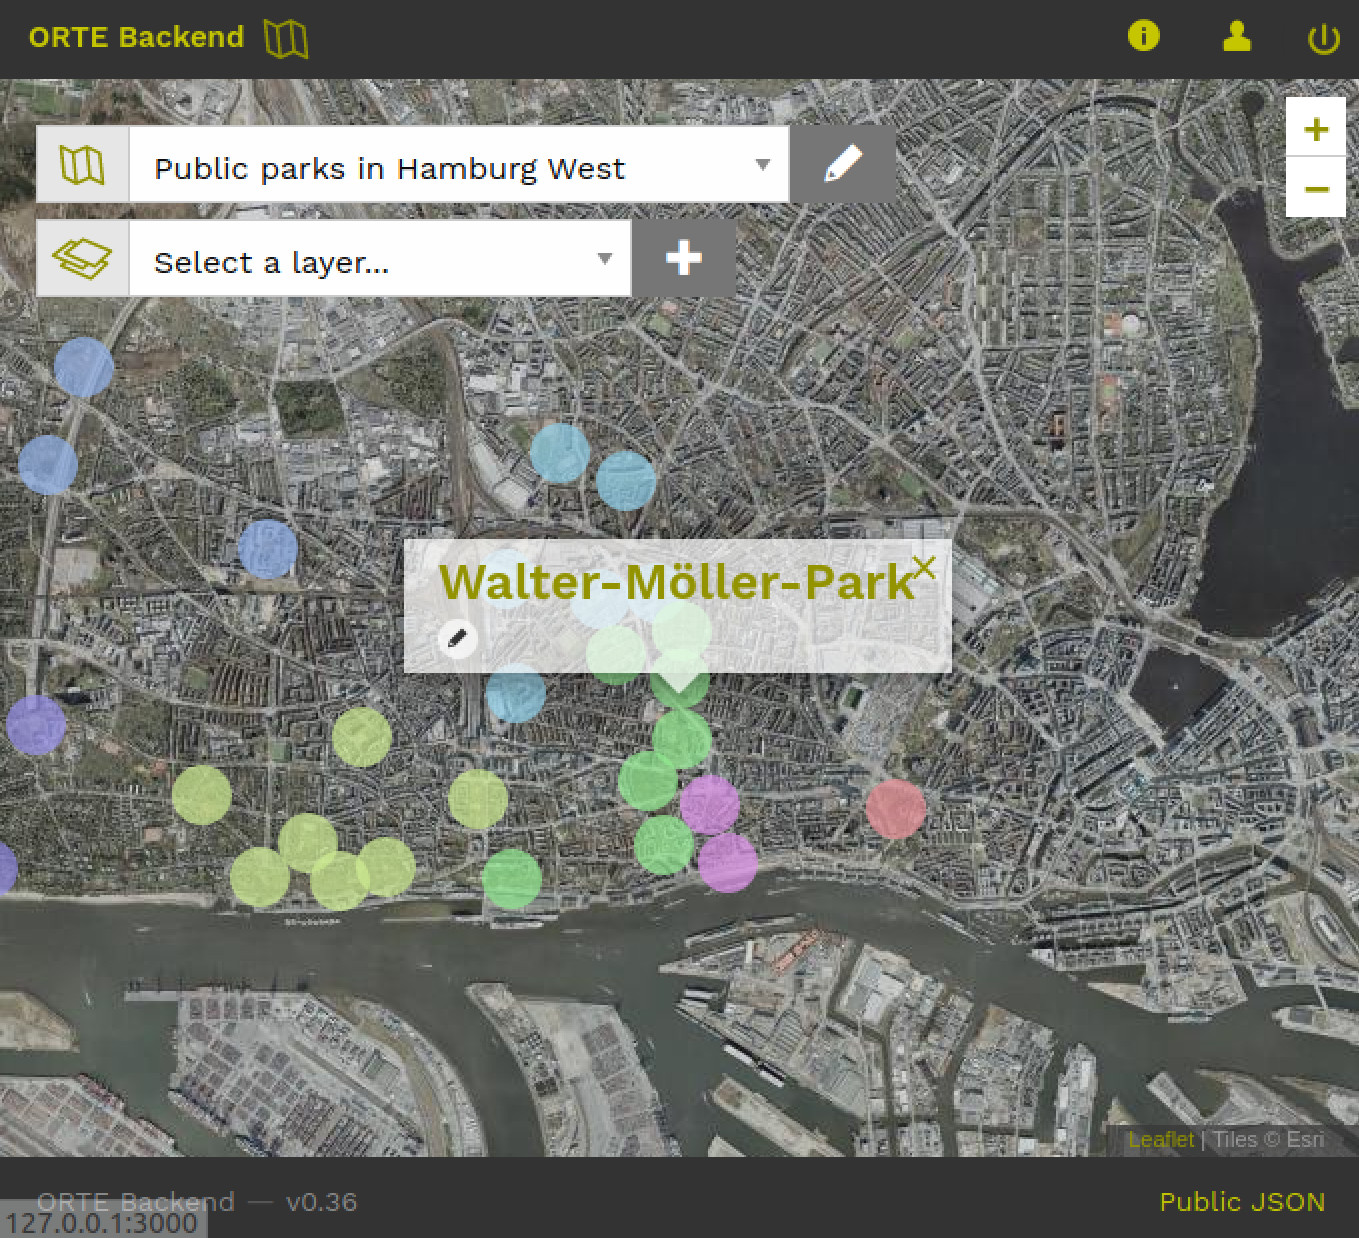 ORTE Backend
Public parks in Hamburg West
Select a layer...
Walter-Möller-Park
Leaflet | Tiles © Esri
ORTE Backend — v0.36
Public JSON
127.0.0.1:3000